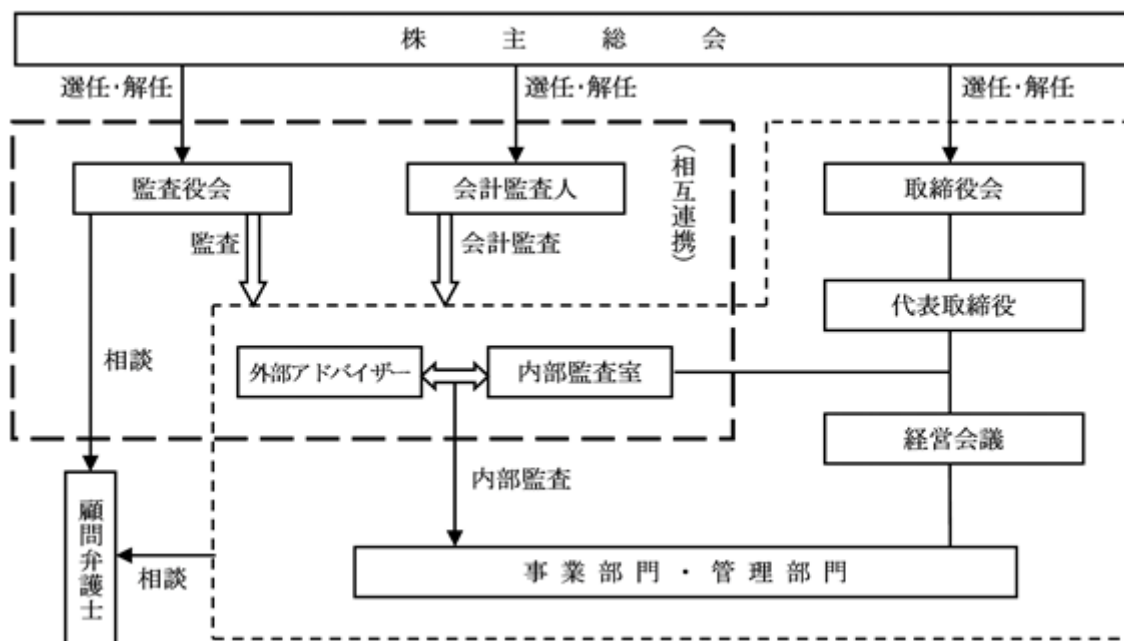 株主総会
選任・解任
選任・解任
選任・解任
監査役会
会計監査人
(相互連携)
取締役会
監査
会計監査
代表取締役
相談
外部アドバイザー
内部監査室
経営会議
内部監査
顧問弁護士
相談
事業部門・管理部門